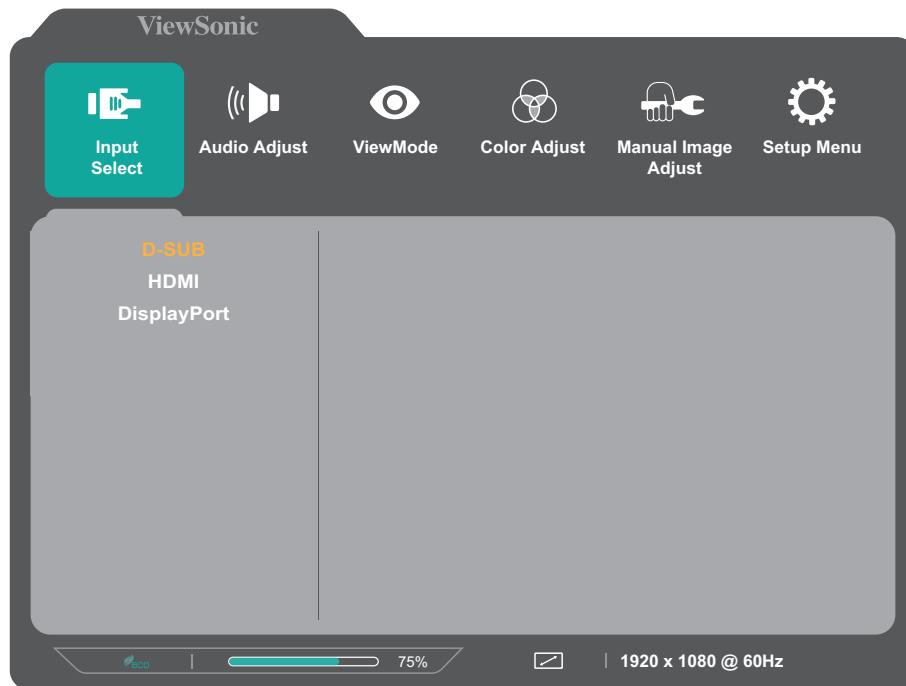 ViewSonic
Input
Select
Audio Adjust
ViewMode
Color Adjust
Manual Image
Adjust
Setup Menu
D-SUB
HDMI
DisplayPort
eco
75%
1920 x 1080 @ 60Hz